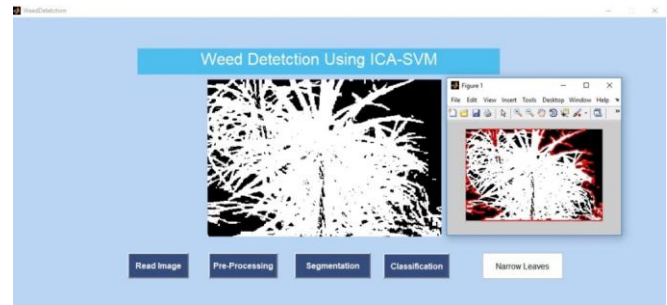 WeedDetatction
Weed Detetction Using ICA-SVM
Figure 1
File Edit View Insert Tools Desktop Window Help
Read Image
Pre-Processing
Segmentation
Classification
Narrow Leaves